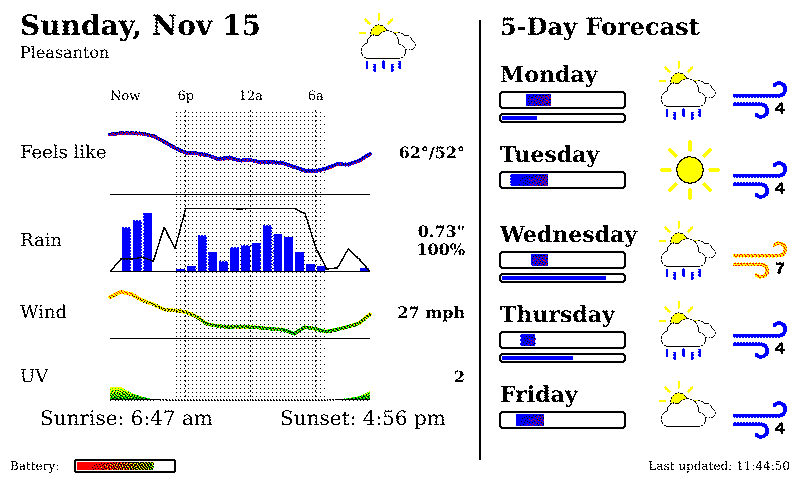 Sunday, Nov 15
Pleasanton
Now 6p 12a 6a
Feels like 62°/52°
Rain 0.73"
100%
Wind 27 mph
UV 2
Sunrise: 6:47 am Sunset: 4:56 pm
Battery:
5-Day Forecast
Monday
4
Tuesday
4
Wednesday
7
Thursday
4
Friday
4
Last updated: 11:44:50